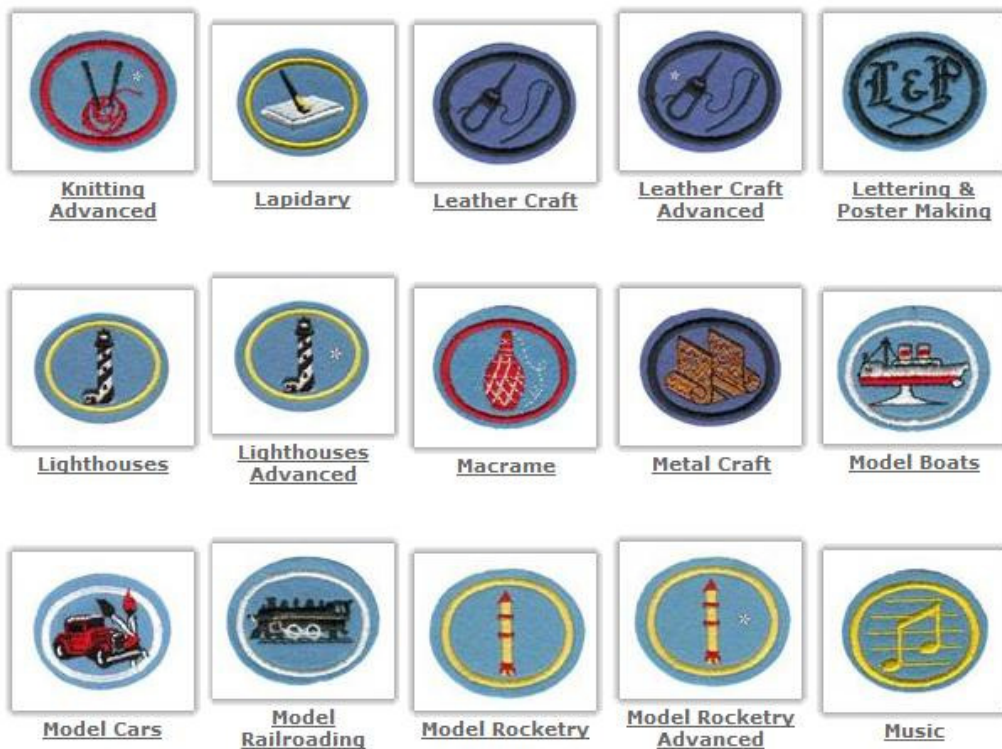 L & P
Knitting
Advanced
Lapidary
Leather Craft
Leather Craft
Advanced
Lettering &
Poster Making
Lighthouses
Lighthouses
Advanced
Macrame
Metal Craft
Model Boats
Model Cars
Model
Railroading
Model Rocketry
Model Rocketry
Advanced
Music